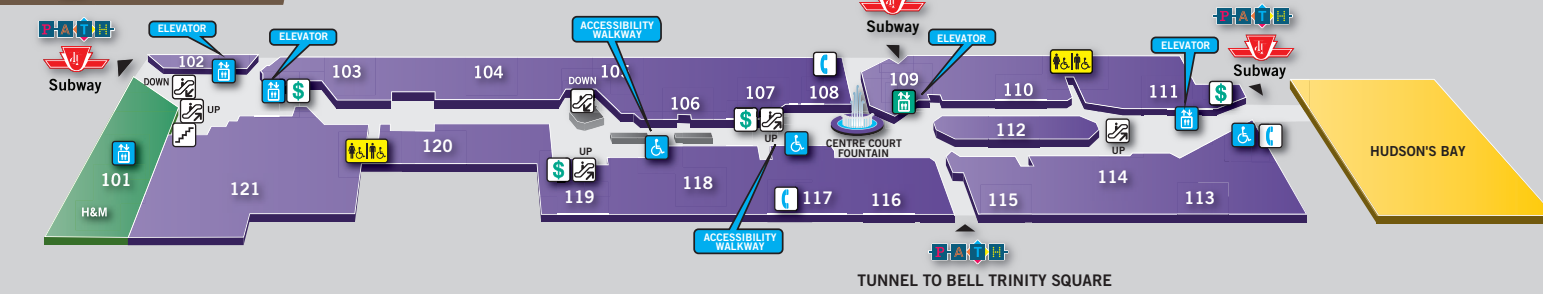 PATH
Subway
ELEVATOR
102
DOWN
UP
101
H&M
121
ELEVATOR
$
103
104
120
DOWN
105
ACCESSIBILITY
WALKWAY
106
$
UP
119
118
107
$
UP
108
117
ACCESSIBILITY
WALKWAY
116
CENTRE COURT
FOUNTAIN
Subway
109
ELEVATOR
110
112
UP
111
ELEVATOR
$
PATH
Subway
115
114
113
HUDSON'S BAY
PATH
TUNNEL TO BELL TRINITY SQUARE